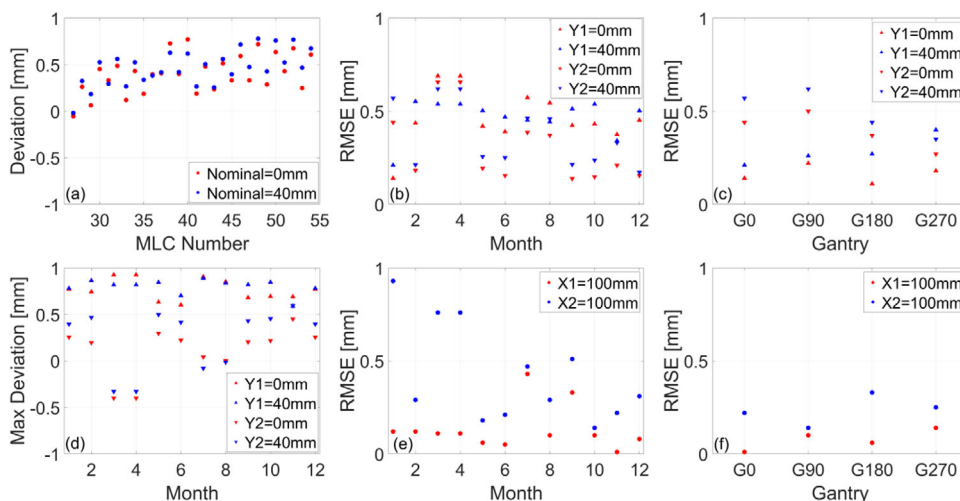 1
0.5
0
-0.5
-1
Deviation [mm]
(a)
Nominal=0mm
Nominal=40mm
30
35
40
45
50
55
MLC Number
1
0.5
0
RMSE [mm]
(b)
Y1=0mm
Y1=40mm
Y2=0mm
Y2=40mm
2
4
6
8
10
12
Month
1
0.5
0
RMSE [mm]
(c)
Y1=0mm
Y1=40mm
Y2=0mm
Y2=40mm
G0
G90
G180
G270
Gantry
1
0.5
0
-0.5
-1
Max Deviation [mm]
(d)
Y1=0mm
Y1=40mm
Y2=0mm
Y2=40mm
2
4
6
8
10
12
Month
1
0.5
0
RMSE [mm]
(e)
X1=100mm
X2=100mm
2
4
6
8
10
12
Month
1
0.5
0
RMSE [mm]
(f)
X1=100mm
X2=100mm
G0
G90
G180
G270
Gantry